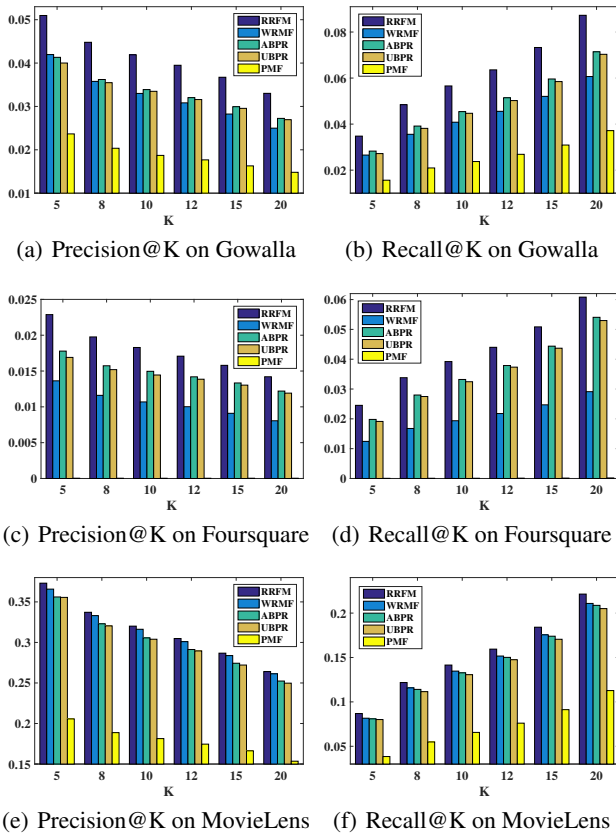 0.05
0.04
0.03
0.02
0.01
RRFM
WRMF
ABPR
UBPR
PMF
5 8 10 12 15 20
K
(a) Precision@K on Gowalla
0.08
0.06
0.04
0.02
RRFM
WRMF
ABPR
UBPR
PMF
5 8 10 12 15 20
K
(b) Recall@K on Gowalla
0.025
0.02
0.015
0.01
0.005
0
RRFM
WRMF
ABPR
UBPR
PMF
5 8 10 12 15 20
K
(c) Precision@K on Foursquare
0.06
0.05
0.04
0.03
0.02
0.01
0
RRFM
WRMF
ABPR
UBPR
PMF
5 8 10 12 15 20
K
(d) Recall@K on Foursquare
0.35
0.3
0.25
0.2
0.15
RRFM
WRMF
ABPR
UBPR
PMF
5 8 10 12 15 20
K
(e) Precision@K on MovieLens
0.2
0.15
0.1
0.05
RRFM
WRMF
ABPR
UBPR
PMF
5 8 10 12 15 20
K
(f) Recall@K on MovieLens